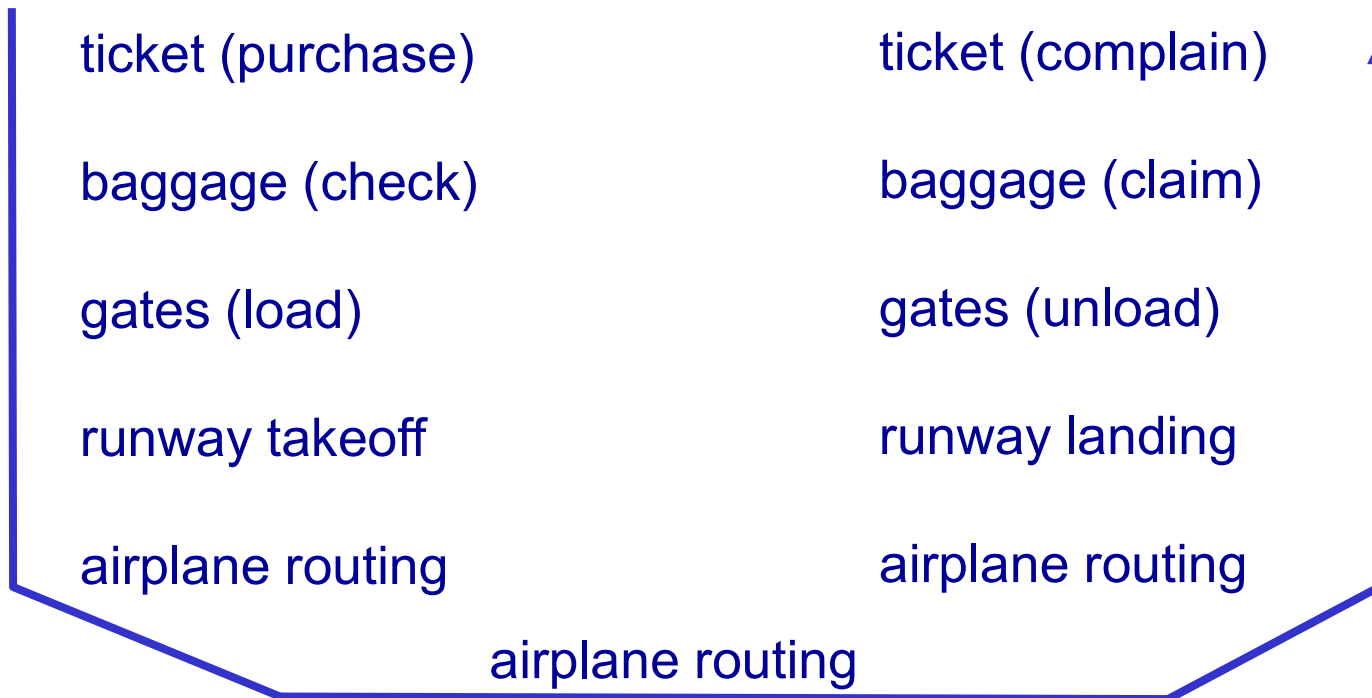 ticket (purchase)
baggage (check)
gates (load)
runway takeoff
airplane routing
ticket (complain)
baggage (claim)
gates (unload)
runway landing
airplane routing
airplane routing